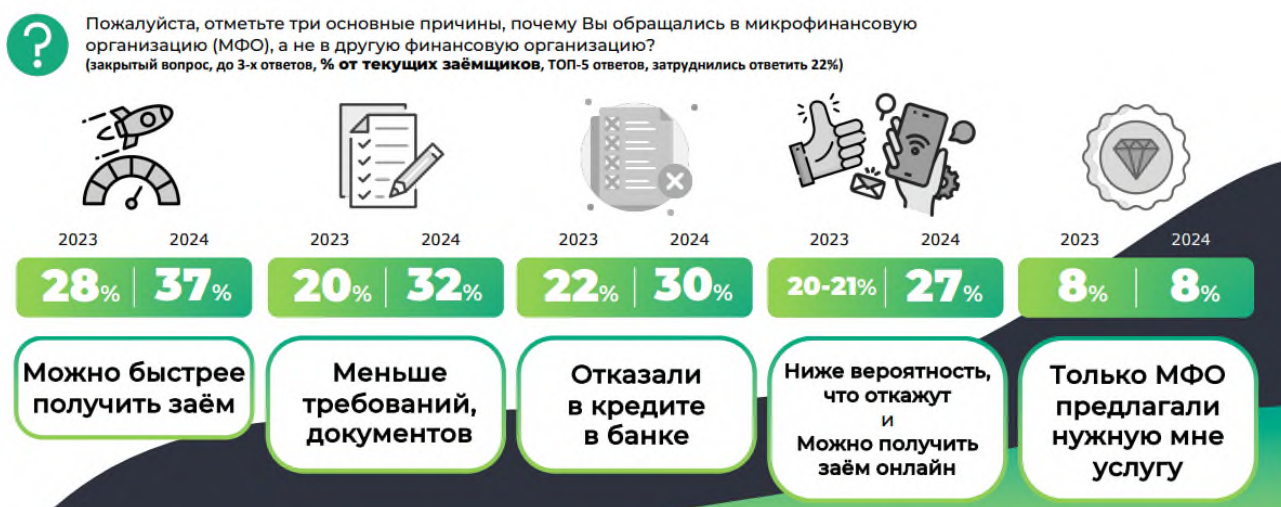 ?
Пожалуйста, отметьте три основные причины, почему Вы обращались в микрофинансовую
организацию (МФО), а не в другую финансовую организацию?
(закрытый вопрос, до 3-х ответов, % от текущих заёмщиков, ТОП-5 ответов, затруднились ответить 22%)
2023 2024
28% 37%
Можно быстрее
получить заём
2023 2024
20% 32%
Меньше
требований,
документов
2023 2024
22% 30%
Отказали
в кредите
в банке
2023 2024
20-21% 27%
Ниже вероятность,
что откажут
и
Можно получить
заём онлайн
2023 2024
8% 8%
Только МФО
предлагали
нужную мне
услугу